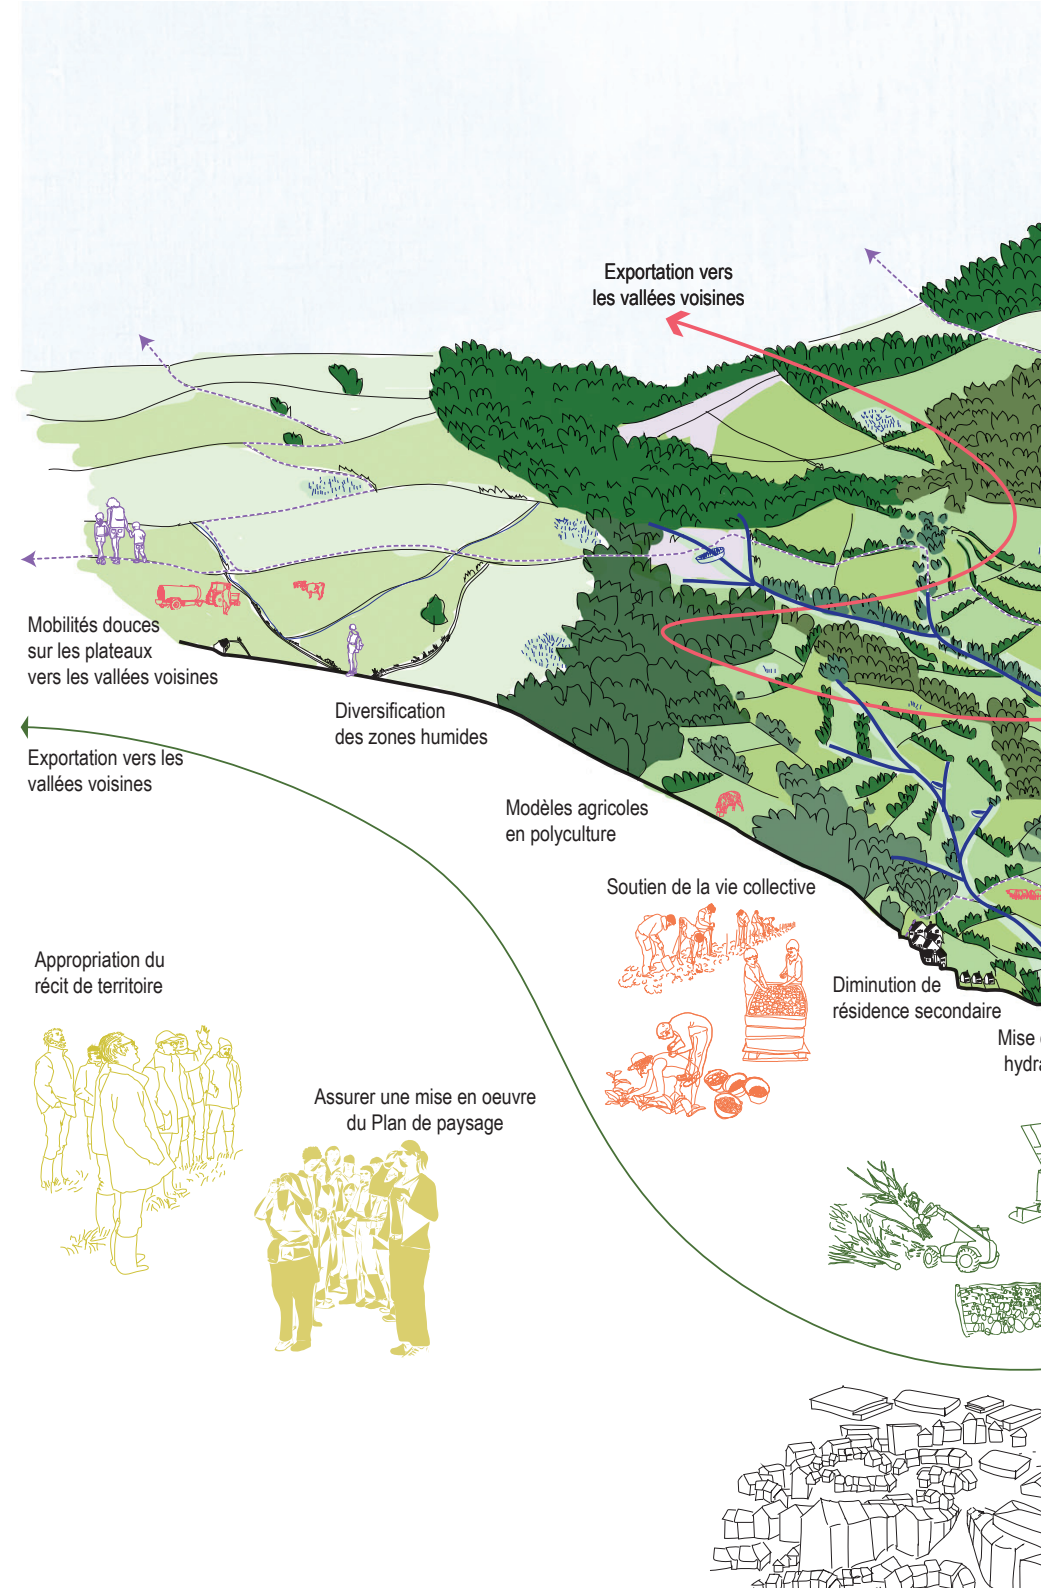 Exportation vers
les vallées voisines
Mobilités douces
sur les plateaux
vers les vallées voisines
Diversification
des zones humides
Exportation vers les
vallées voisines
Modèles agricoles
en polyculture
Soutien de la vie collective
Appropriation du
récit de territoire
Diminution de
résidence secondaire
Mise
hydra
Assurer une mise en oeuvre
du Plan de paysage